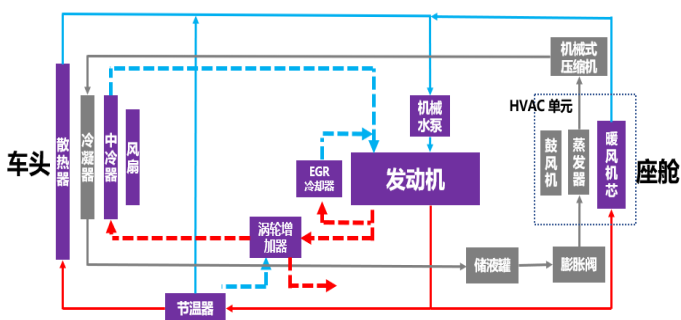 机械式
压缩机
HVAC 单元
车头
散热器
冷凝器
中冷器
风扇
机械
水泵
EGR
冷却器
发动机
鼓风机
蒸发器
暖风机芯
座舱
涡轮增
加器
储液罐
膨胀阀
节温器